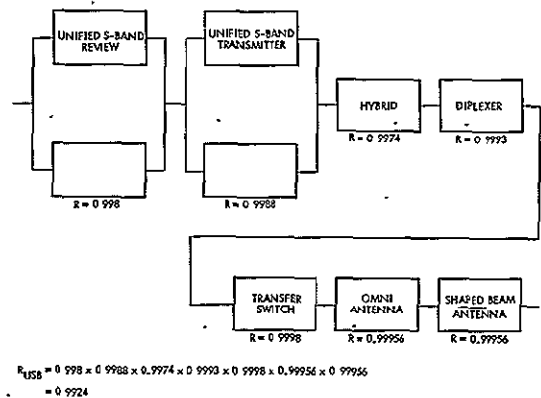 UNIFIED S-BAND
REVIEW
UNIFIED S-BAND
TRANSMITTER
HYBRID
DIPLEXER
R = 0 9974
R = 0 9993
R = 0 998
R = 0 9988
TRANSFER
SWITCH
OMNI
ANTENNA
SHAPED BEAM
ANTENNA
R = 0 9998
R = 0.99956
R = 0.99956
RUSB = 0 998 x 0 9988 x 0.9974 x 0 9993 x 0 9998 x 0.99956 x 0 99956
= 0 9924